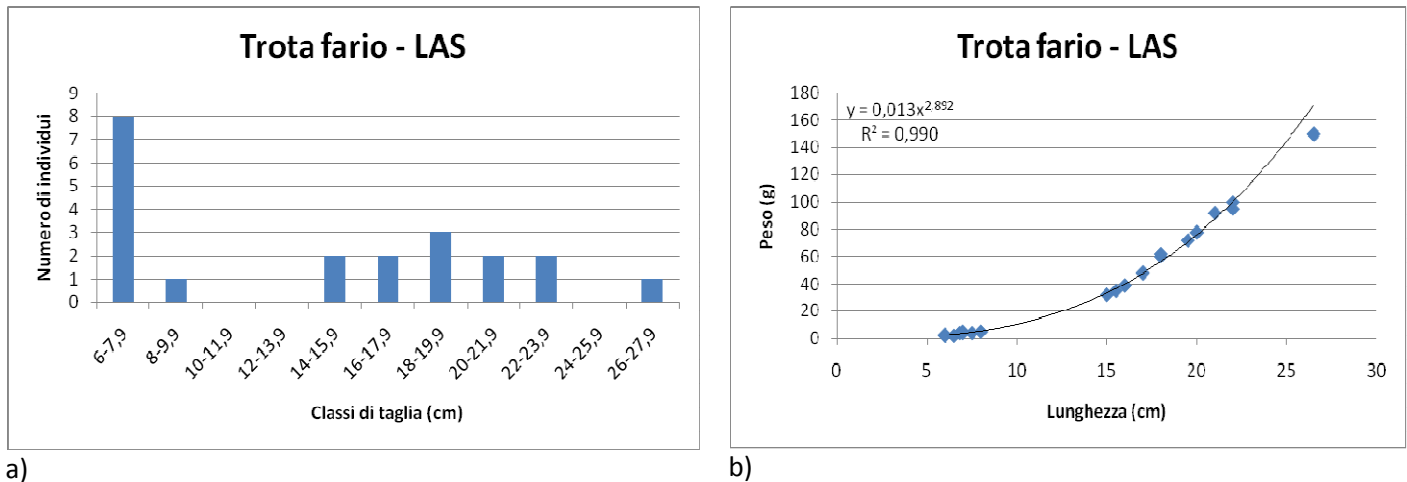 Trota fario - LAS
Numero di individui
9
8
7
6
5
4
3
2
1
0
6-7,9
8-9,9
10-11,9
12-13,9
14-15,9
16-17,9
18-19,9
20-21,9
22-23,9
24-25,9
26-27,9
Classi di taglia (cm)
a)
Trota fario - LAS
y = 0,013x^2,892
R² = 0,990
Peso (g)
180
160
140
120
100
80
60
40
20
0
0 5 10 15 20 25 30
Lunghezza (cm)
b)